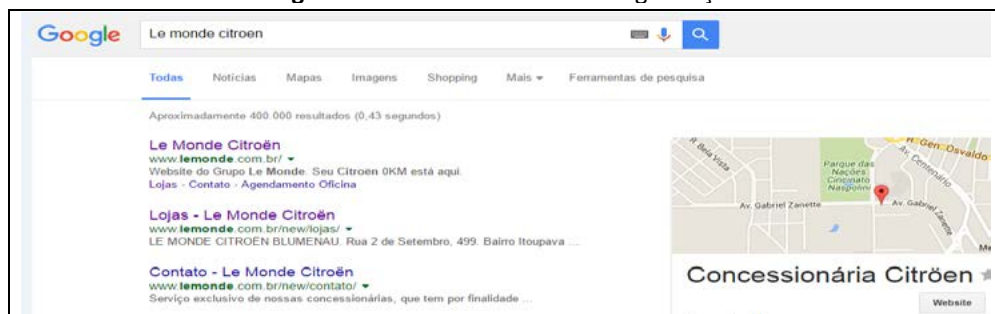 Google
Le monde citroen
Todas Notícias Mapas Imagens Shopping Mais Ferramentas de pesquisa
Aproximadamente 400.000 resultados (0,43 segundos)
Le Monde Citroën
www.lemonde.com.br/
Website do Grupo Le Monde. Seu Citroen 0KM está aqui.
Lojas - Contato - Agendamento Oficina
Lojas - Le Monde Citroën
www.lemonde.com.br/new/lojas/
LE MONDE CITROËN BLUMENAU. Rua 2 de Setembro, 499. Bairro Itoupava ...
Contato - Le Monde Citroën
www.lemonde.com.br/new/contato/
Serviço exclusivo de nossas concessionárias, que tem por finalidade ...
R. Bela Vista
R. Gen. Osvaldo
Av. Centenário
Parque das
Nações
Cincinato
Naspolini
Av. Gabriel Zanette
Av. Gabriel Zanette
Concessionária Citröen
Website